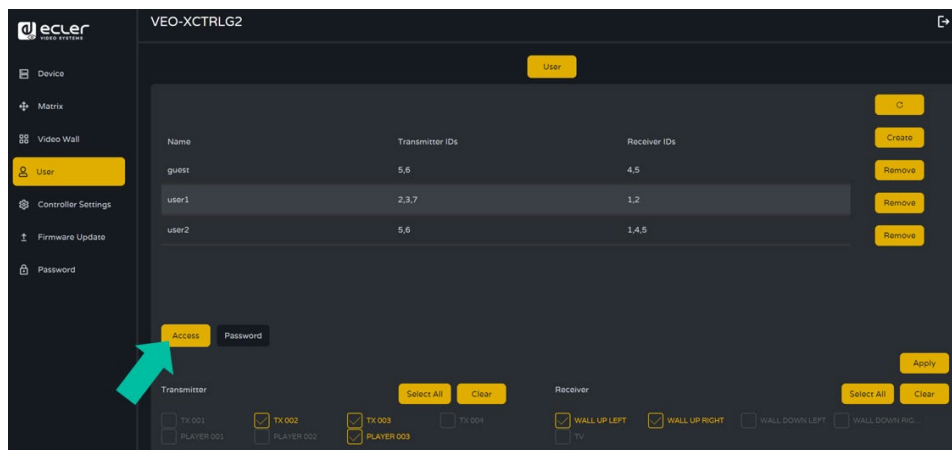 ecler
VIDEO SYSTEMS
VEO-XCTRLG2
Device
Matrix
Video Wall
User
Controller Settings
Firmware Update
Password
User
Name Transmitter IDs Receiver IDs Create
guest 5,6 4,5 Remove
user1 2,3,7 1,2 Remove
user2 5,6 1,4,5 Remove
Access Password
Apply
Transmitter Select All Clear Receiver Select All Clear
TX 001 TX 002 TX 003 TX 004 WALL UP LEFT WALL UP RIGHT WALL DOWN LEFT WALL DOWN RIG...
PLAYER 001 PLAYER 002 PLAYER 003 TV